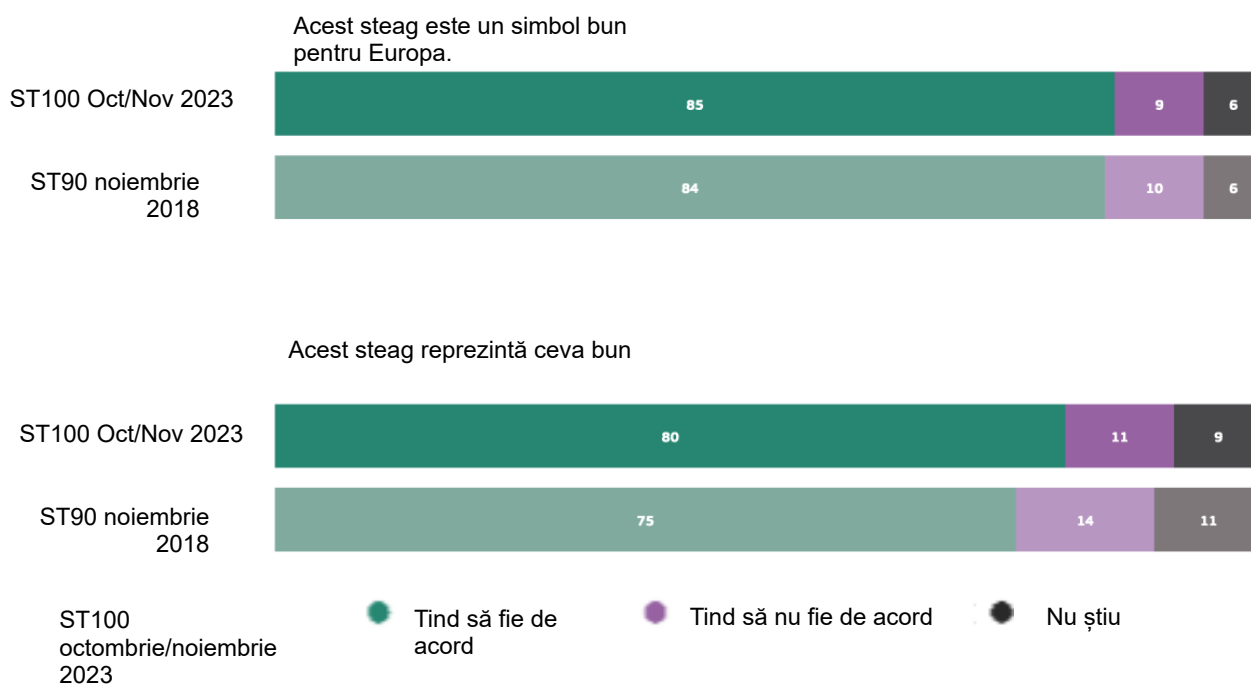 Acest steag este un simbol bun
pentru Europa.
ST100 Oct/Nov 2023
85
9
6
ST90 noiembrie
2018
84
10
6
Acest steag reprezintă ceva bun
ST100 Oct/Nov 2023
80
11
9
ST90 noiembrie
2018
75
14
11
ST100
octombrie/noiembrie
2023
Tind să fie de
acord
Tind să nu fie de acord
Nu știu